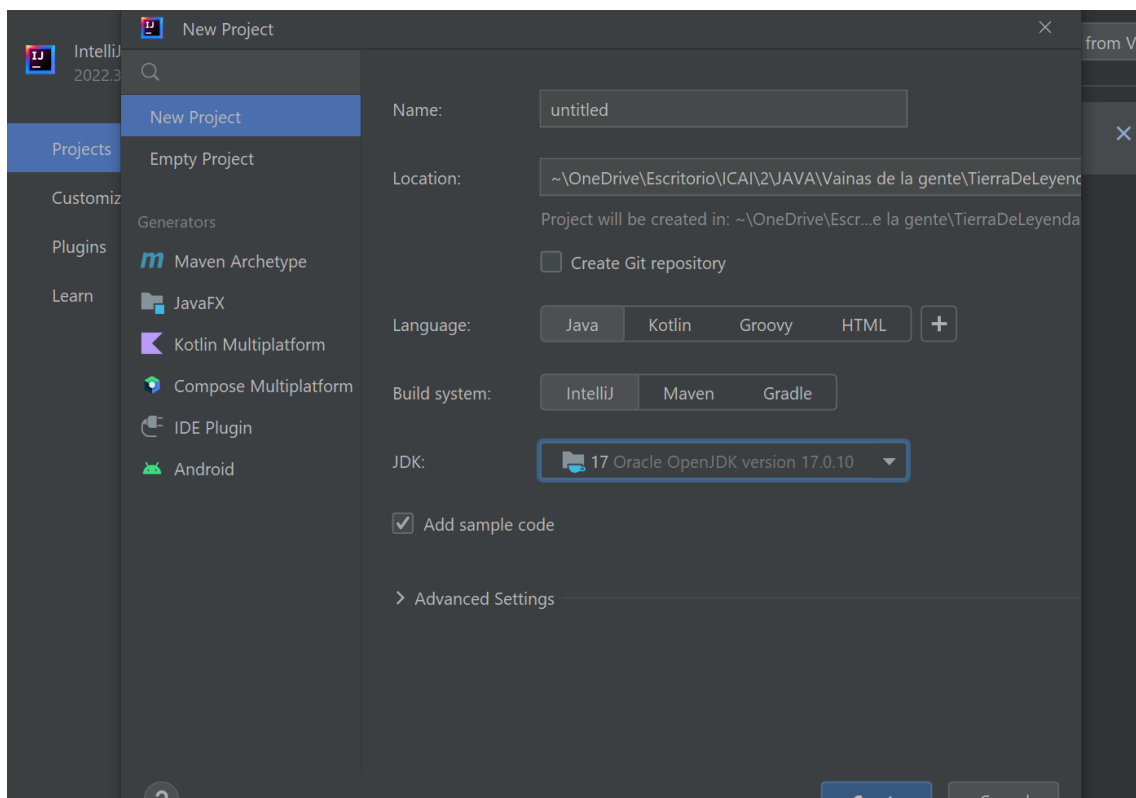 New Project
IntelliJ
2022.3
from V
New Project
Empty Project
Projects
Customiz
Plugins
Learn
Generators
Maven Archetype
JavaFX
Kotlin Multiplatform
Compose Multiplatform
IDE Plugin
Android
Name:
untitled
Location:
~\OneDrive\Escritorio\ICAI\2\JAVA\Vainas de la gente\TierraDeLeyend
Project will be created in: ~\OneDrive\Escr...e la gente\TierraDeLeyenda
Create Git repository
Language:
Java Kotlin Groovy HTML +
Build system:
IntelliJ Maven Gradle
JDK:
17 Oracle OpenJDK version 17.0.10
Add sample code
Advanced Settings